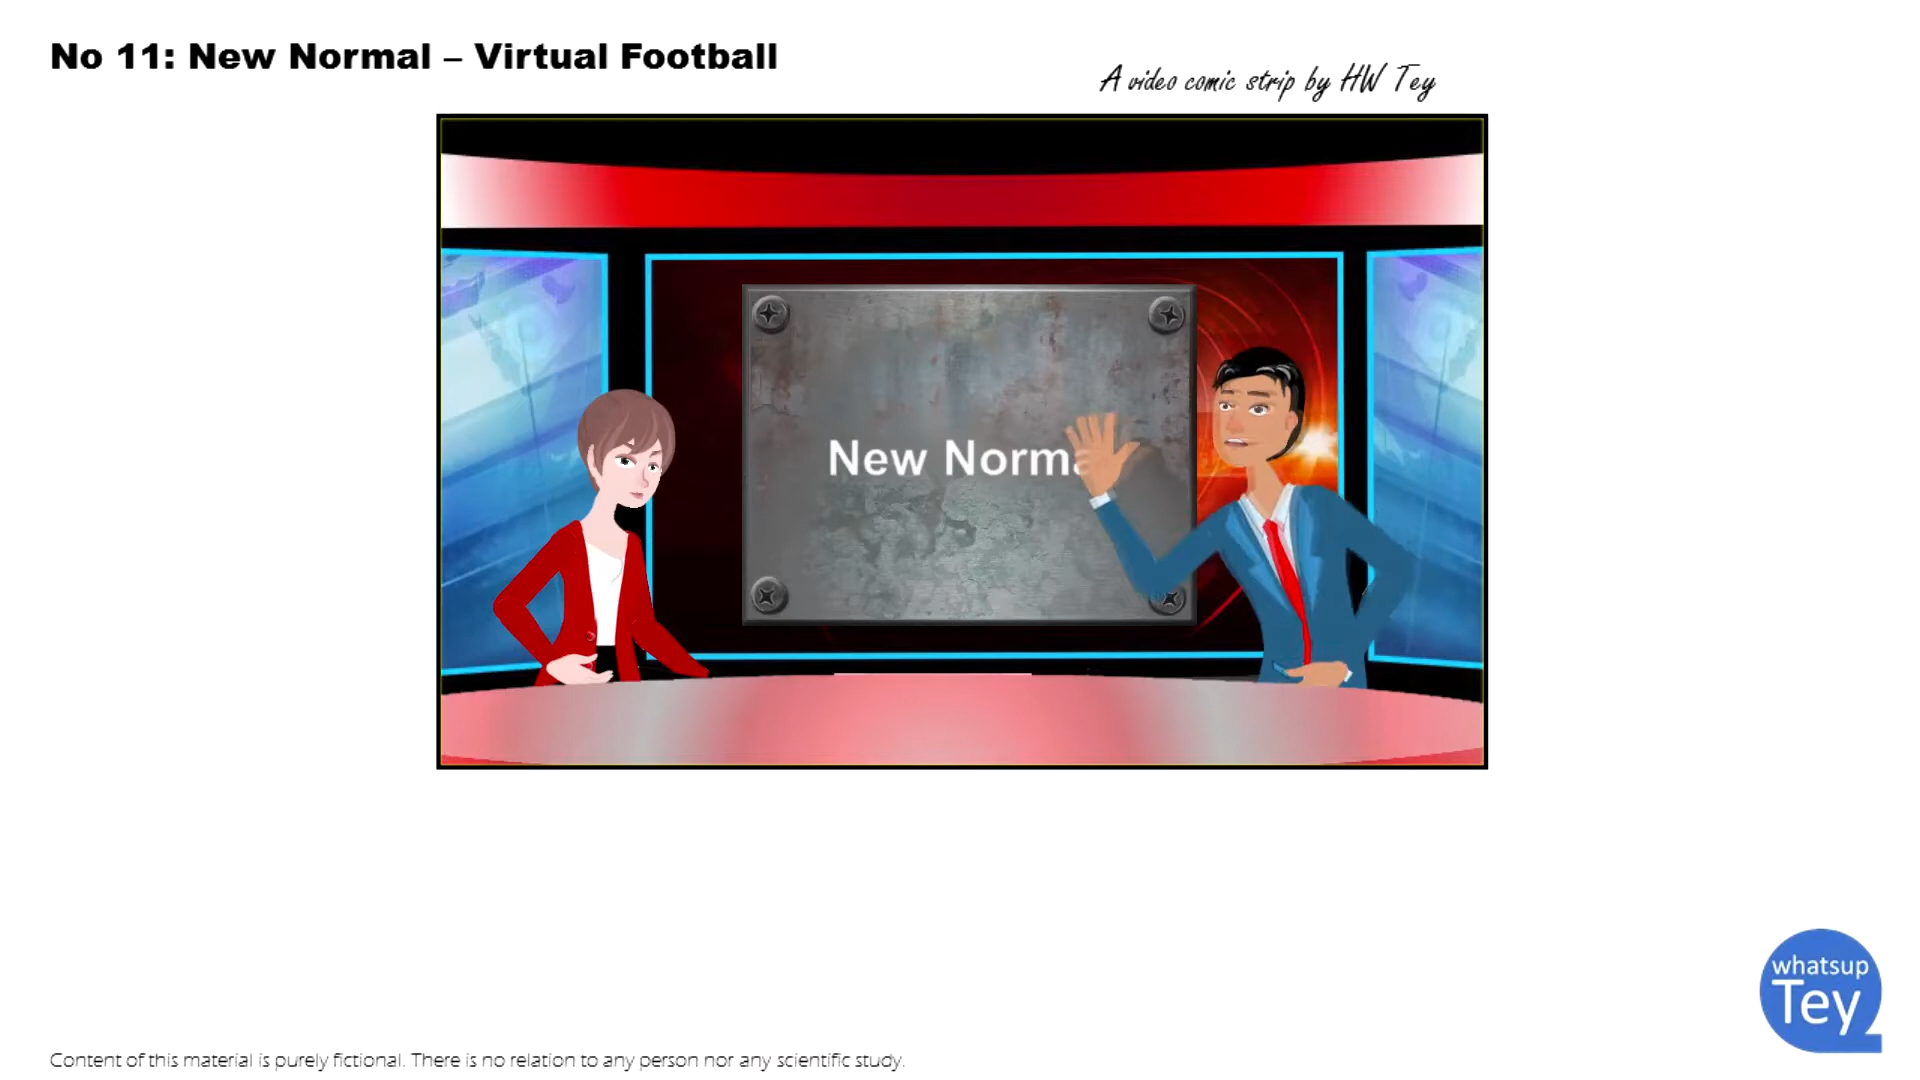 No 11: New Normal – Virtual Football
A video comic strip by HW Tey
New Norma
whatsup
Tey
Content of this material is purely fictional. There is no relation to any person nor any scientific study.